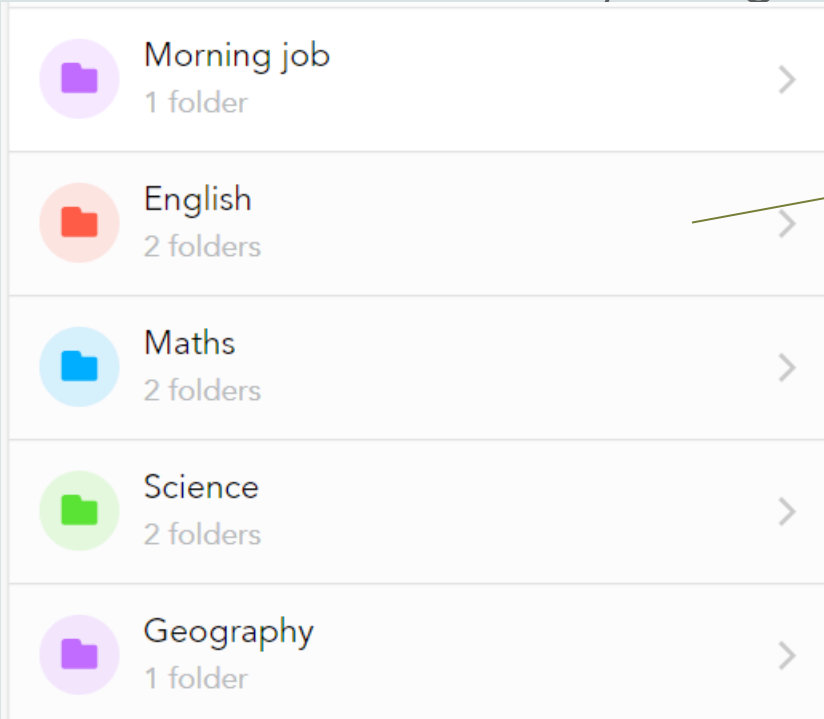 Morning job
1 folder
English
2 folders
Maths
2 folders
Science
2 folders
Geography
1 folder